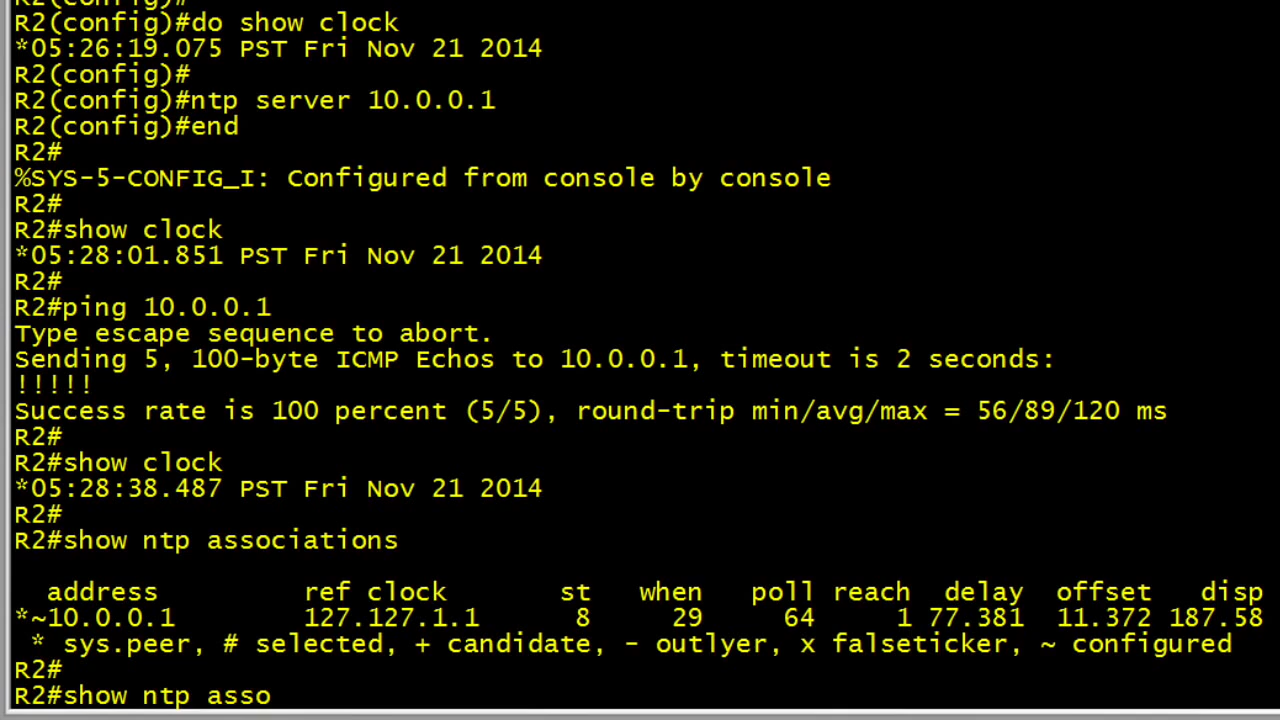 R2(config)#
R2(config)#do show clock
*05:26:19.075 PST Fri Nov 21 2014
R2(config)#
R2(config)#ntp server 10.0.0.1
R2(config)#end
R2#
%SYS-5-CONFIG_I: Configured from console by console
R2#
R2#show clock
*05:28:01.851 PST Fri Nov 21 2014
R2#
R2#ping 10.0.0.1
Type escape sequence to abort.
Sending 5, 100-byte ICMP Echos to 10.0.0.1, timeout is 2 seconds:
!!!!!
Success rate is 100 percent (5/5), round-trip min/avg/max = 56/89/120 ms
R2#
R2#show clock
*05:28:38.487 PST Fri Nov 21 2014
R2#
R2#show ntp associations
address ref clock st when poll reach delay offset disp
*~10.0.0.1 127.127.1.1 8 29 64 1 77.381 11.372 187.58
* sys.peer, # selected, + candidate, - outlyer, x falseticker, ~ configured
R2#
R2#show ntp asso